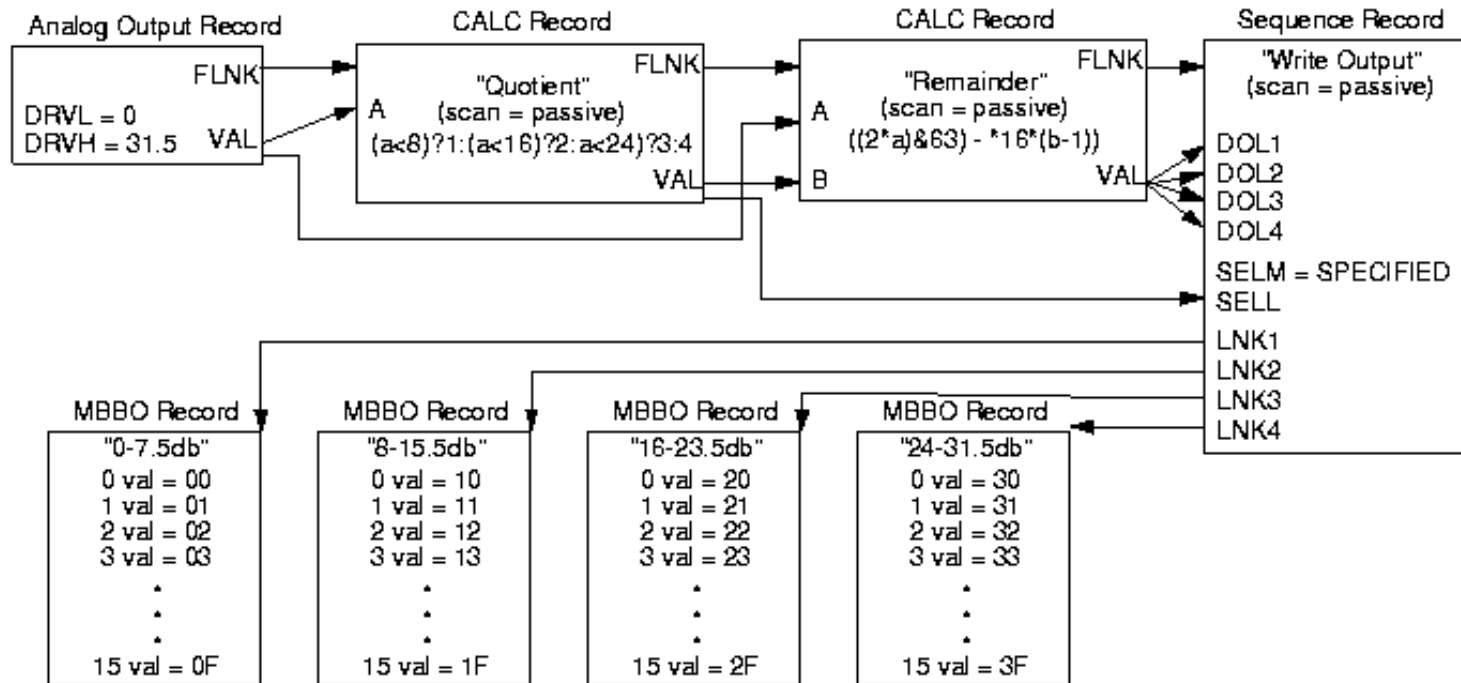 Analog Output Record
FLNK
DRVL = 0
DRVH = 31.5
VAL
CALC Record
FLNK
"Quotient"
A
(scan = passive)
(a<8)?1:(a<16)?2:a<24)?3:4
VAL
CALC Record
FLNK
"Remainder"
A
(scan = passive)
((2*a)&63) - *16*(b-1))
B
VAL
Sequence Record
"Write Output"
(scan = passive)
DOL1
DOL2
DOL3
DOL4
SELM = SPECIFIED
SELL
LNK1
LNK2
LNK3
LNK4
MBBO Record
"0-7.5db"
0 val = 00
1 val = 01
2 val = 02
3 val = 03
15 val = 0F
MBBO Record
"8-15.5db"
0 val = 10
1 val = 11
2 val = 12
3 val = 13
15 val = 1F
MBBO Record
"16-23.5db"
0 val = 20
1 val = 21
2 val = 22
3 val = 23
15 val = 2F
MBBO Record
"24-31.5db"
0 val = 30
1 val = 31
2 val = 32
3 val = 33
15 val = 3F